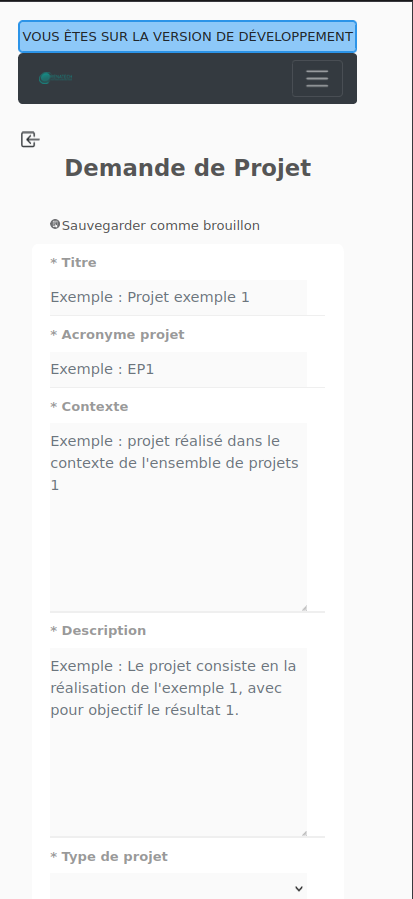 VOUS ÊTES SUR LA VERSION DE DÉVELOPPEMENT
Demande de Projet
Sauvegarder comme brouillon
* Titre
Exemple : Projet exemple 1
* Acronyme projet
Exemple : EP1
* Contexte
Exemple : projet réalisé dans le
contexte de l'ensemble de projets
1
* Description
Exemple : Le projet consiste en la
réalisation de l'exemple 1, avec
pour objectif le résultat 1.
* Type de projet